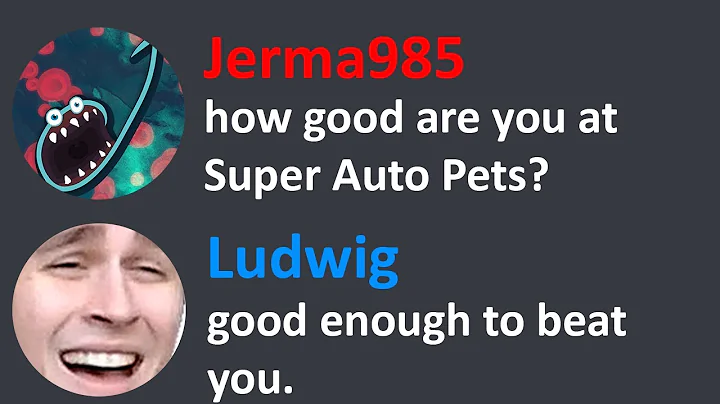 Jerma985
how good are you at
Super Auto Pets?
Ludwig
good enough to beat
you.